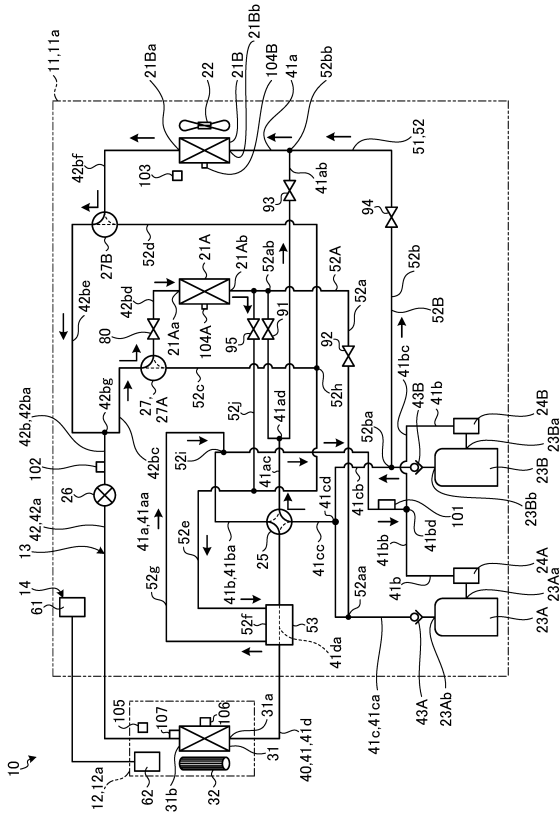 11,11a
21Ba
21Bb
21B
22
104B
41a
52bb
42bf
103
41ab
51,52
93
94
27B
52d
21A
21Ab
52ab
52A
52b
52B
42be
42bd
52a
80
21Aa
104A
95
91
92
41bc
43B
41b
24B
42b,42ba
42bg
27,
27A
52c
52j
41ad
52h
52ba
23Ba
102
42bc
52i
41ac
41cd
41cb
23B
23Bb
26
41a,41aa
25
101
41bd
42,42a
52e
41b,41ba
41cc
41bb
41b
24A
13
52g
52aa
23Aa
14
61
52f
53
41da
23A
43A
23Ab
41c,41ca
105
107
106
31a
31
40,41,41d
10
12,12a
62
31b
32